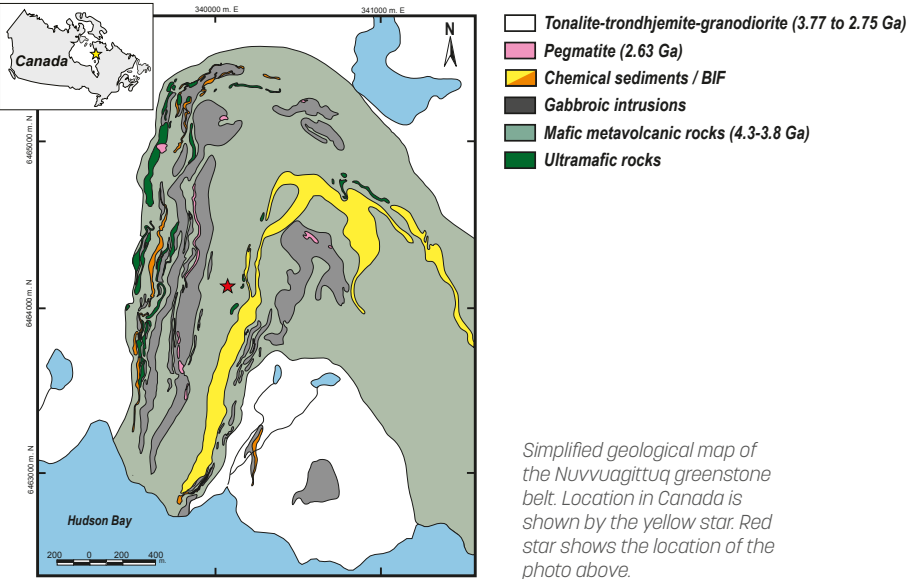 Canada
340000 m. E
341000 m. E
N
6465000 m. N
6464000 m. N
6463000 m. N
Hudson Bay
200 0 200 400
m.
Tonalite-trondhjemite-granodiorite (3.77 to 2.75 Ga)
Pegmatite (2.63 Ga)
Chemical sediments / BIF
Gabbroic intrusions
Mafic metavolcanic rocks (4.3-3.8 Ga)
Ultramafic rocks
Simplified geological map of
the Nuvvuagittuq greenstone
belt. Location in Canada is
shown by the yellow star. Red
star shows the location of the
photo above.